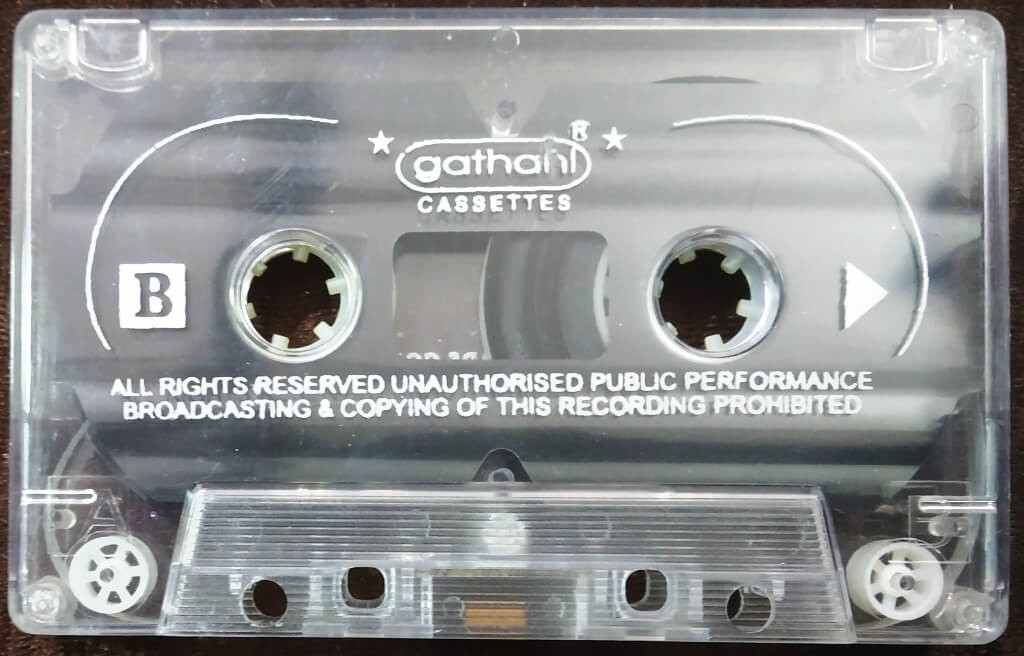 gathani®
CASSETTES
B
ALL RIGHTS RESERVED UNAUTHORISED PUBLIC PERFORMANCE
BROADCASTING & COPYING OF THIS RECORDING PROHIBITED